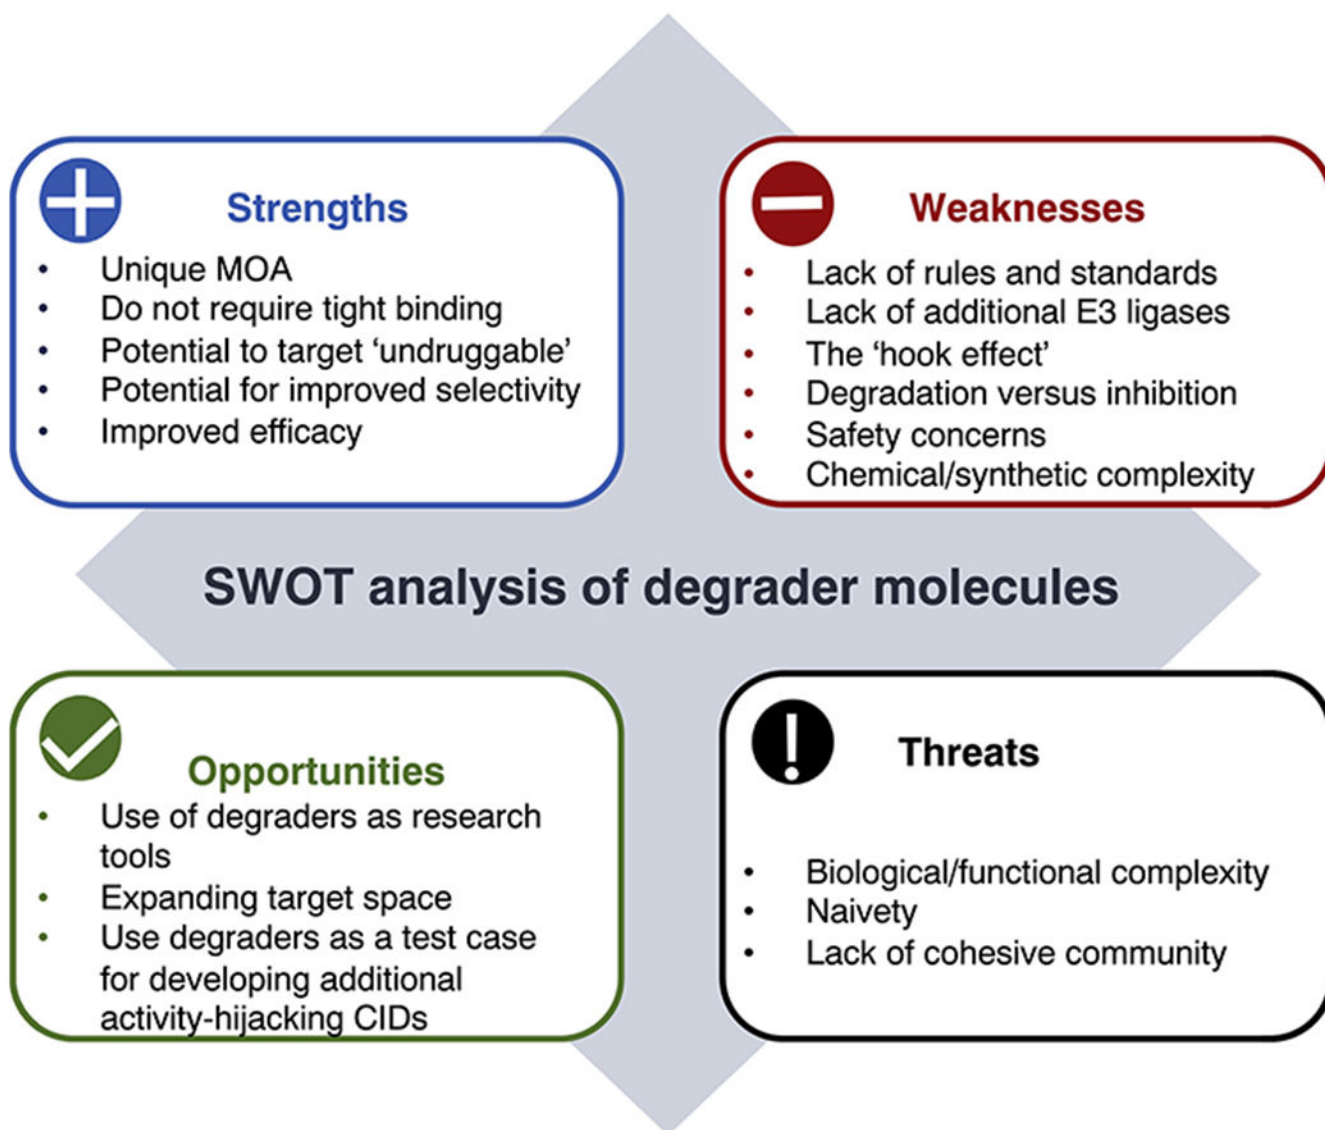 Strengths
• Unique MOA
• Do not require tight binding
• Potential to target ‘undruggable’
• Potential for improved selectivity
• Improved efficacy
Weaknesses
• Lack of rules and standards
• Lack of additional E3 ligases
• The ‘hook effect’
• Degradation versus inhibition
• Safety concerns
• Chemical/synthetic complexity
SWOT analysis of degrader molecules
Opportunities
• Use of degraders as research
tools
• Expanding target space
• Use degraders as a test case
for developing additional
activity-hijacking CIDs
Threats
• Biological/functional complexity
• Naivety
• Lack of cohesive community